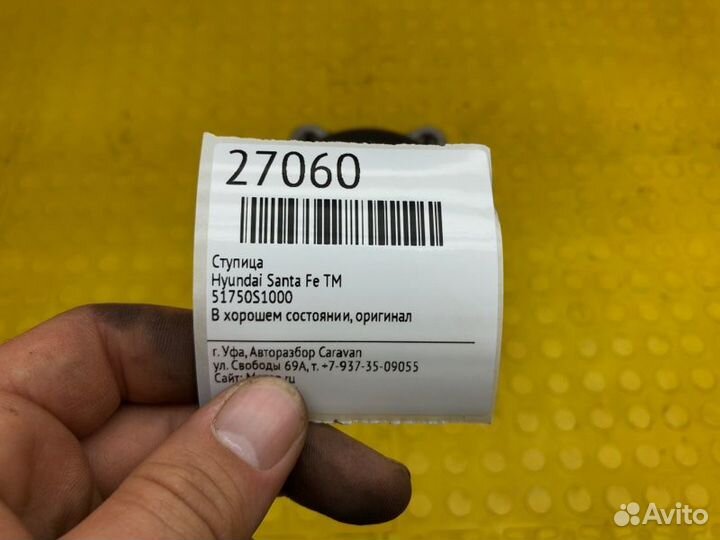 27060
Ступица
Hyundai Santa Fe TM
51750S1000
В хорошем состоянии, оригинал
г. Уфа, Авторазбор Caravan
ул. Свободы 69А, т. +7-937-35-09055
Сайт:
Avito